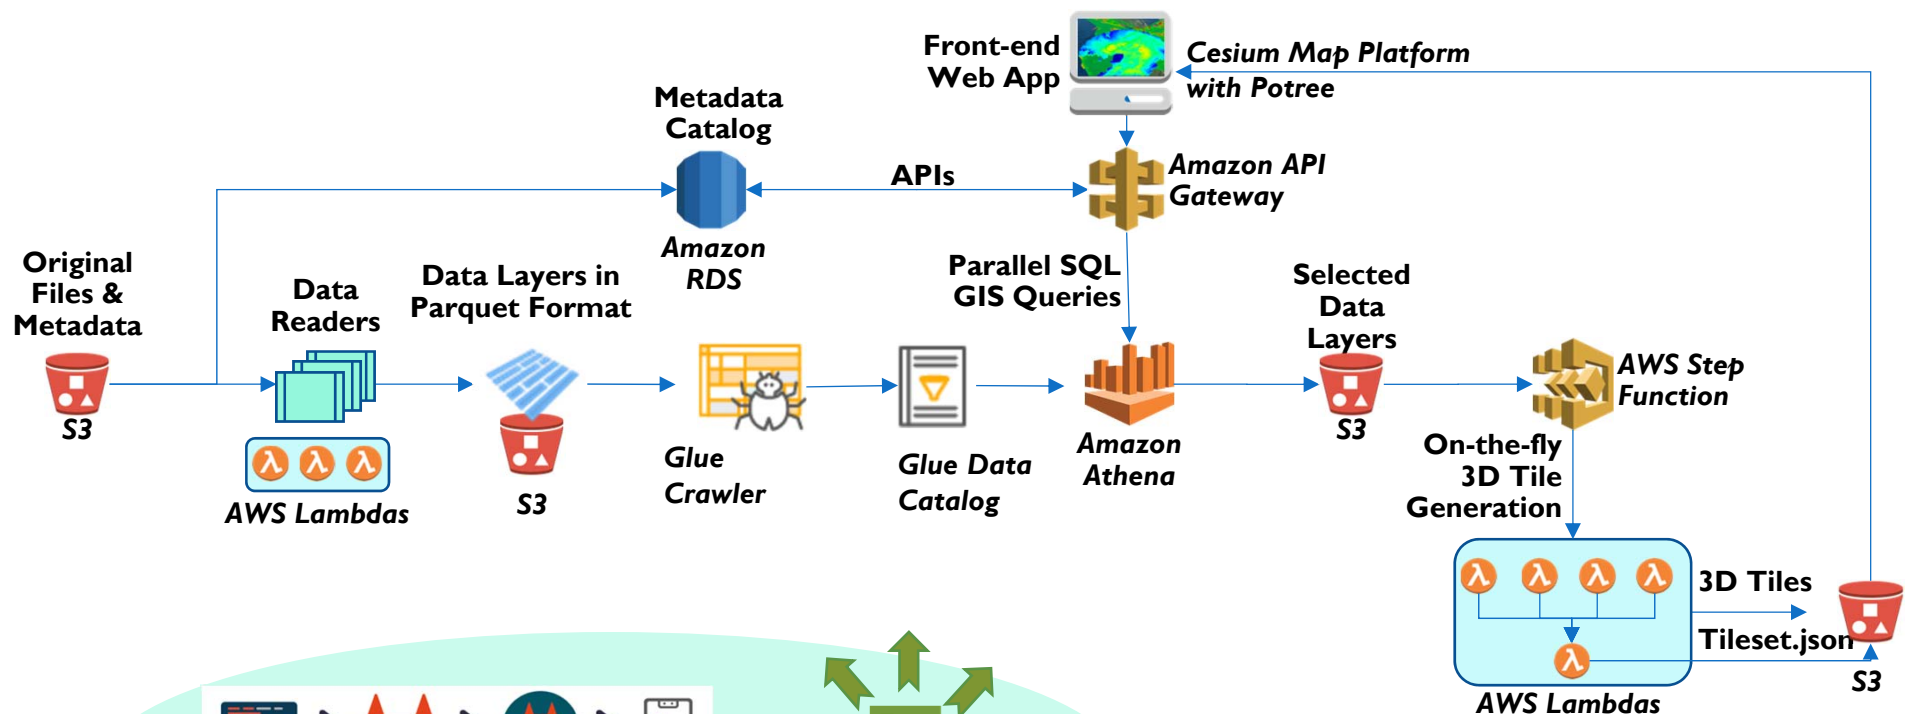 Front-end
Web App
Cesium Map Platform
with Potree
Metadata
Catalog
Amazon
RDS
APIs
Amazon API
Gateway
Original
Files &
Metadata
S3
Data
Readers
AWS Lambdas
Data Layers in
Parquet Format
S3
Glue
Crawler
Glue Data
Catalog
Parallel SQL
GIS Queries
Amazon
Athena
Selected
Data
Layers
S3
AWS Step
Function
On-the-fly
3D Tile
Generation
3D Tiles
Tileset.json
S3
AWS Lambdas